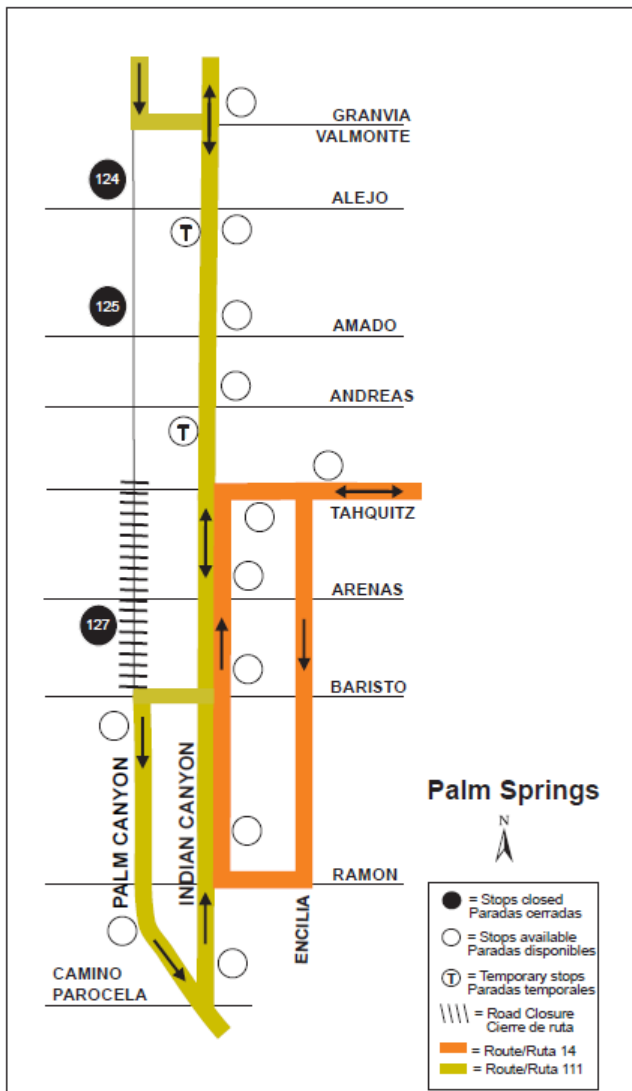 GRANVIA
VALMONTE
124
ALEJO
T
125
AMADO
ANDREAS
T
TAHQUITZ
ARENAS
127
BARISTO
PALM CANYON
INDIAN CANYON
Palm Springs
N
RAMON
ENCILIA
CAMINO
PAROCELA
= Stops closed
Paradas cerradas
= Stops available
Paradas disponibles
T = Temporary stops
Paradas temporales
= Road Closure
Cierre de ruta
= Route/Ruta 14
= Route/Ruta 111